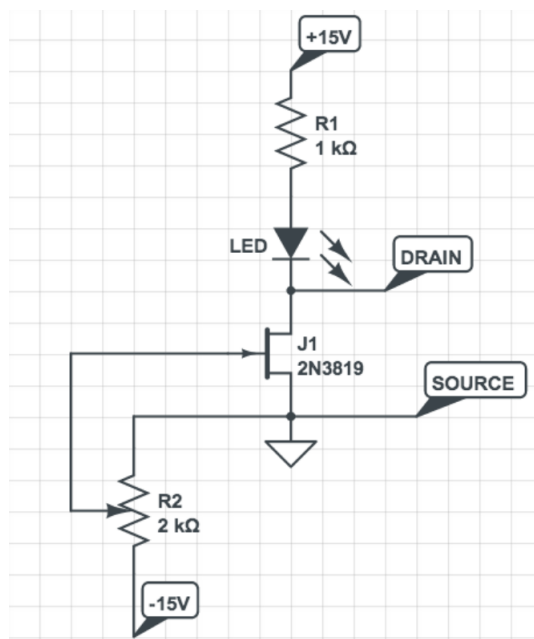 +15V
R1
1 kΩ
LED
DRAIN
J1
2N3819
SOURCE
R2
2 kΩ
-15V